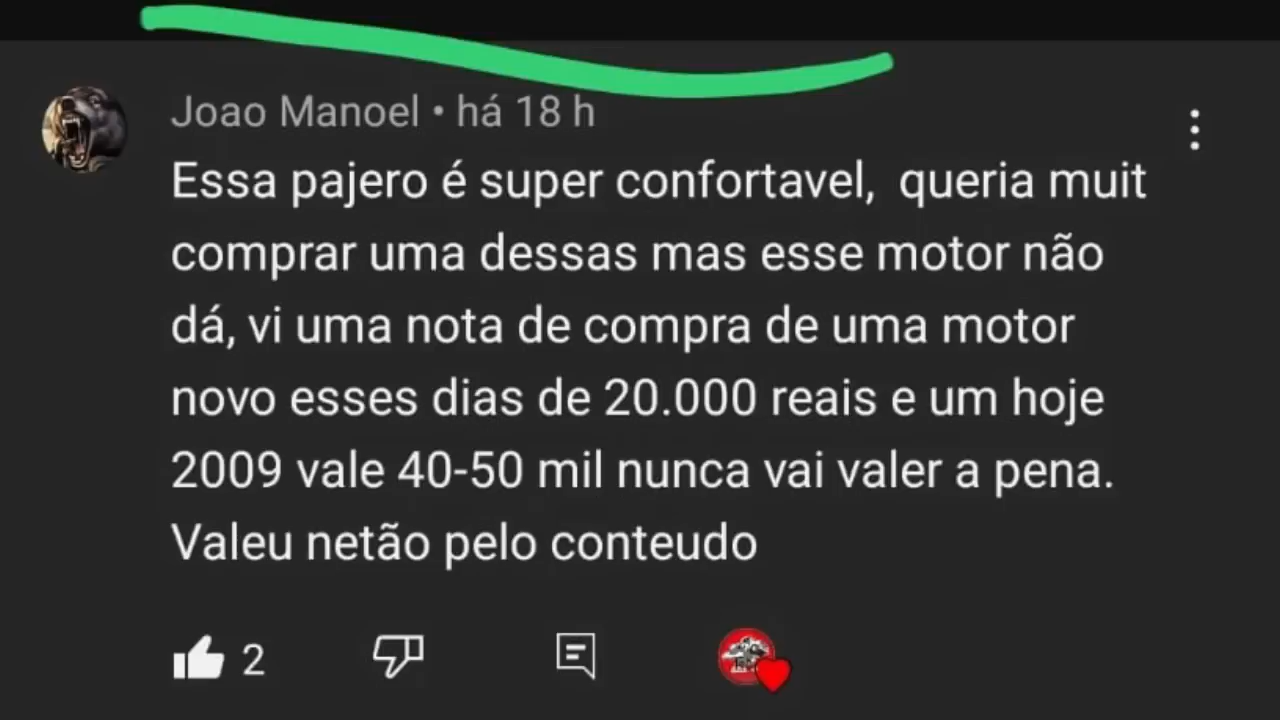 Joao Manoel • há 18 h
Essa pajero é super confortavel, queria muit
comprar uma dessas mas esse motor não
dá, vi uma nota de compra de uma motor
novo esses dias de 20.000 reais e um hoje
2009 vale 40-50 mil nunca vai valer a pena.
Valeu netão pelo conteudo
2